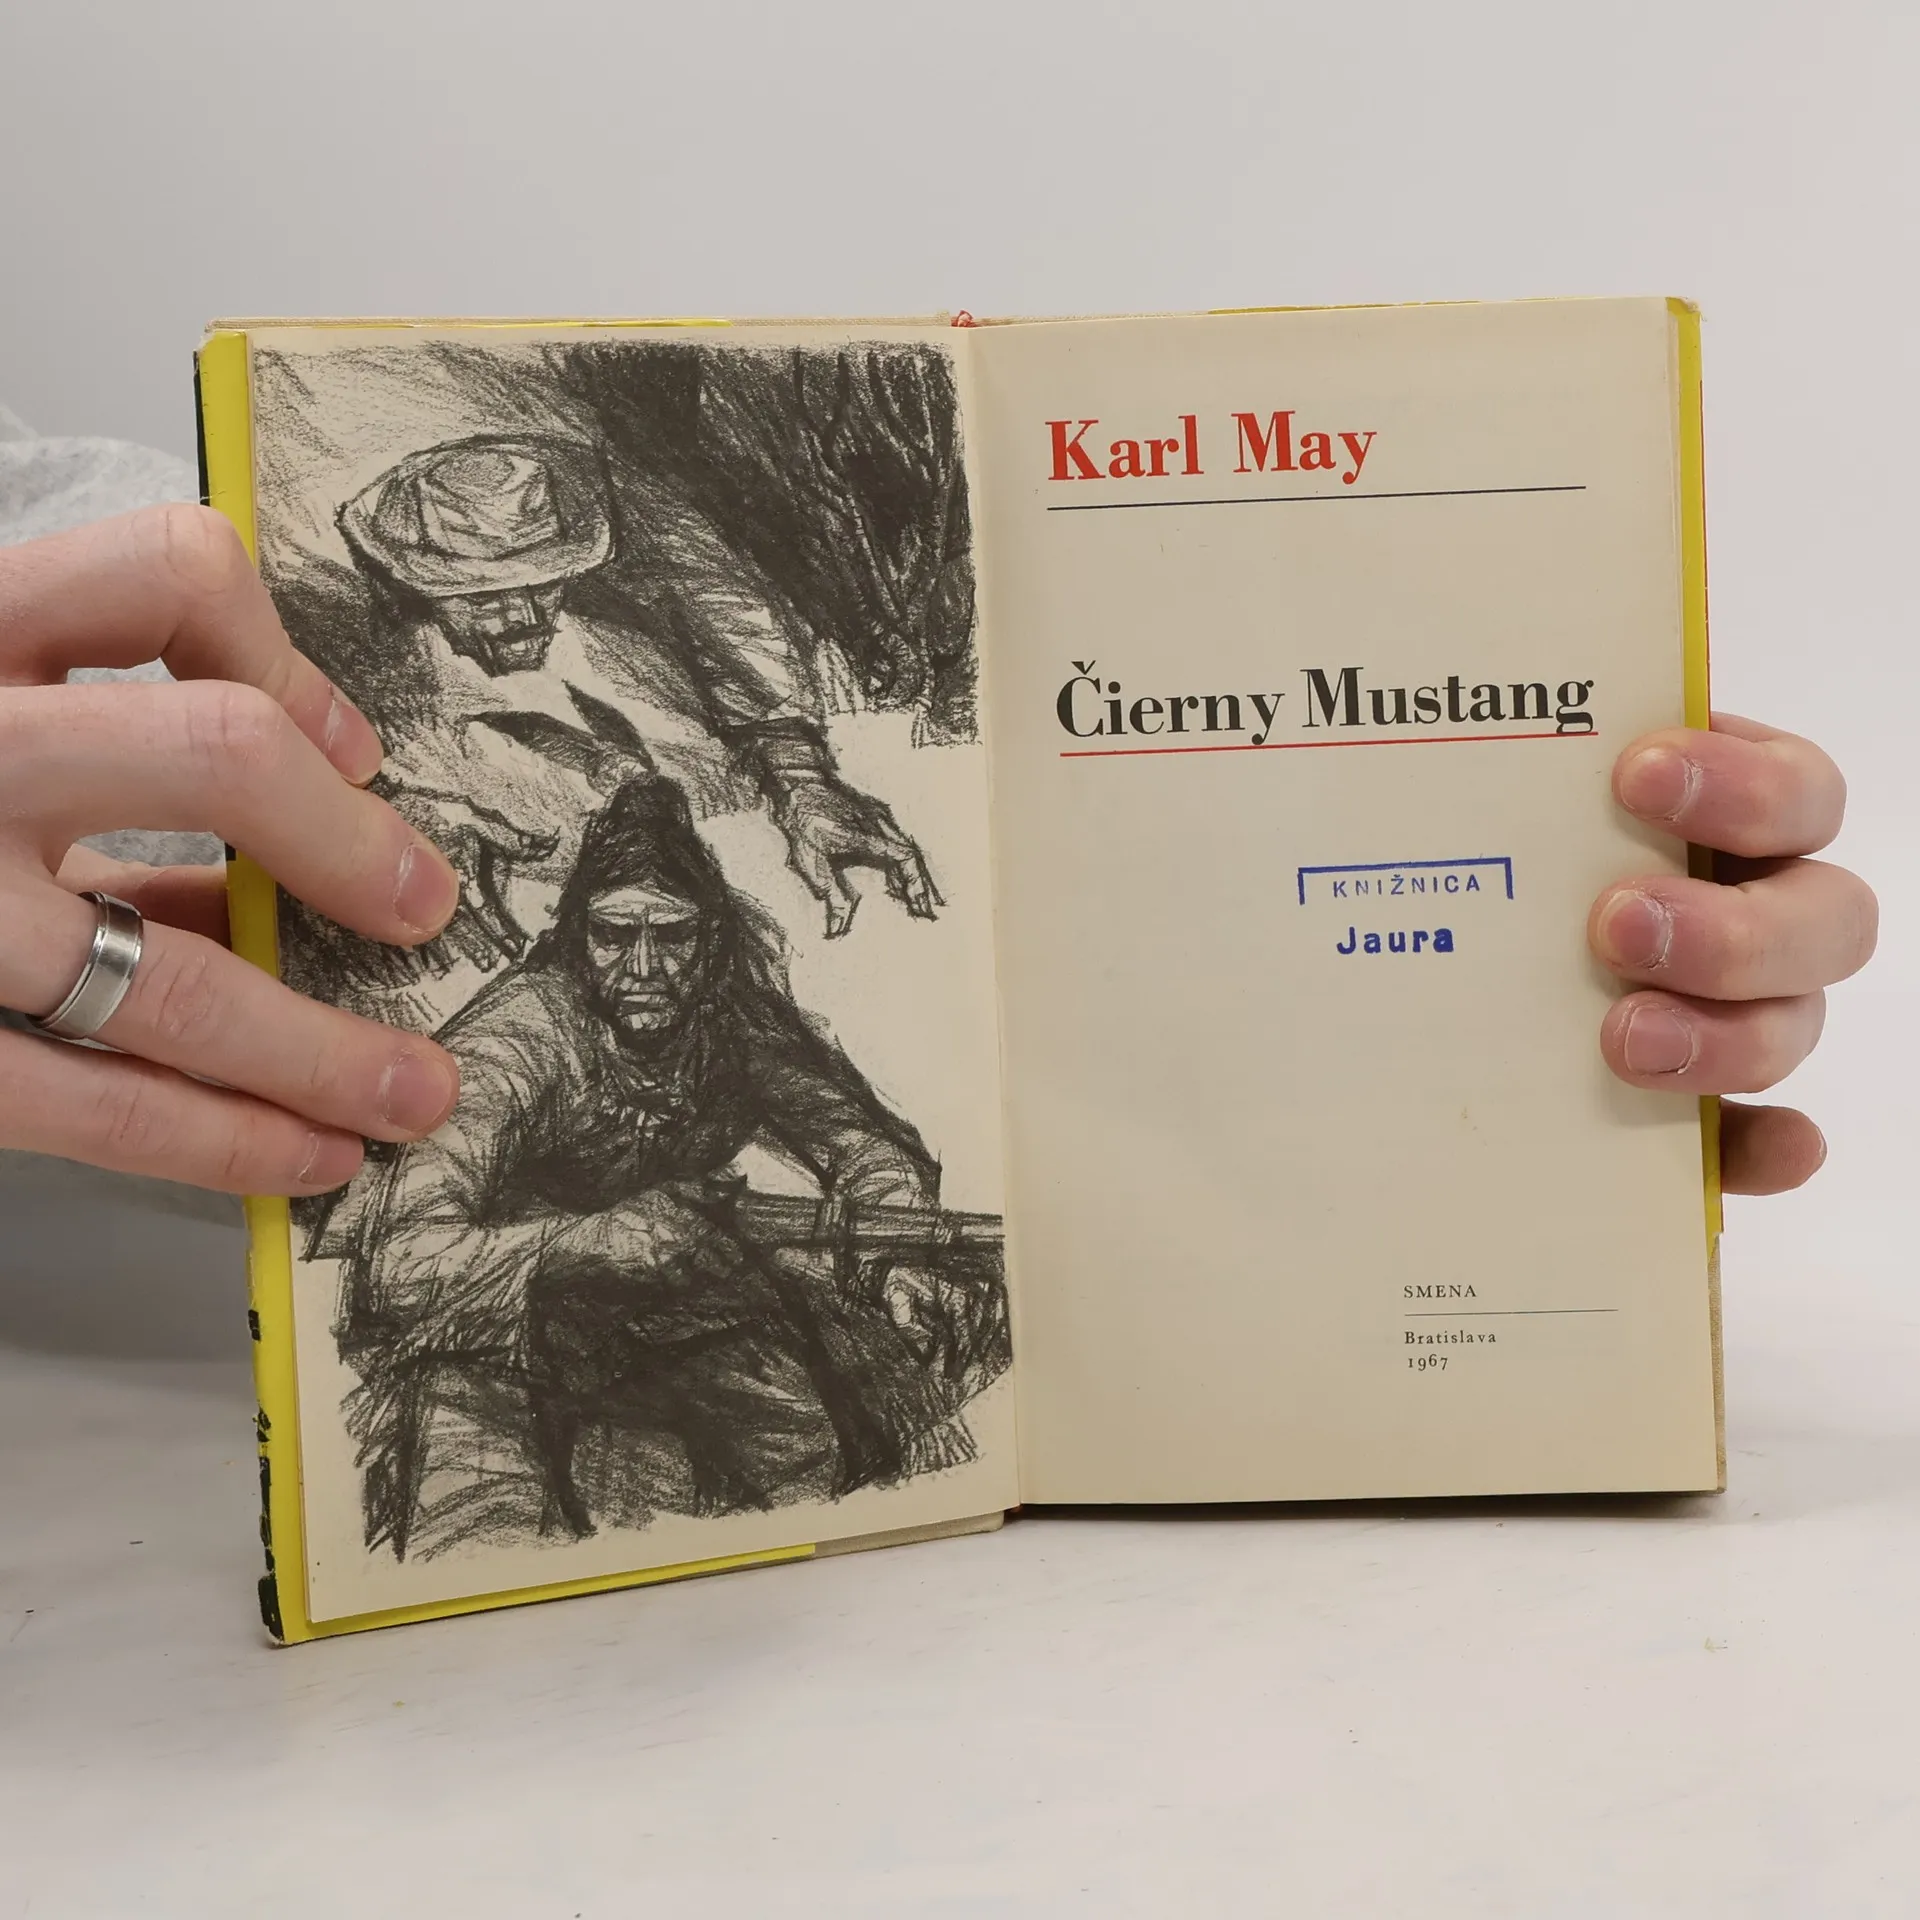 Karl May
Čierny Mustang
KNIŽNICA
Jaura
SMENA
Bratislava
1967